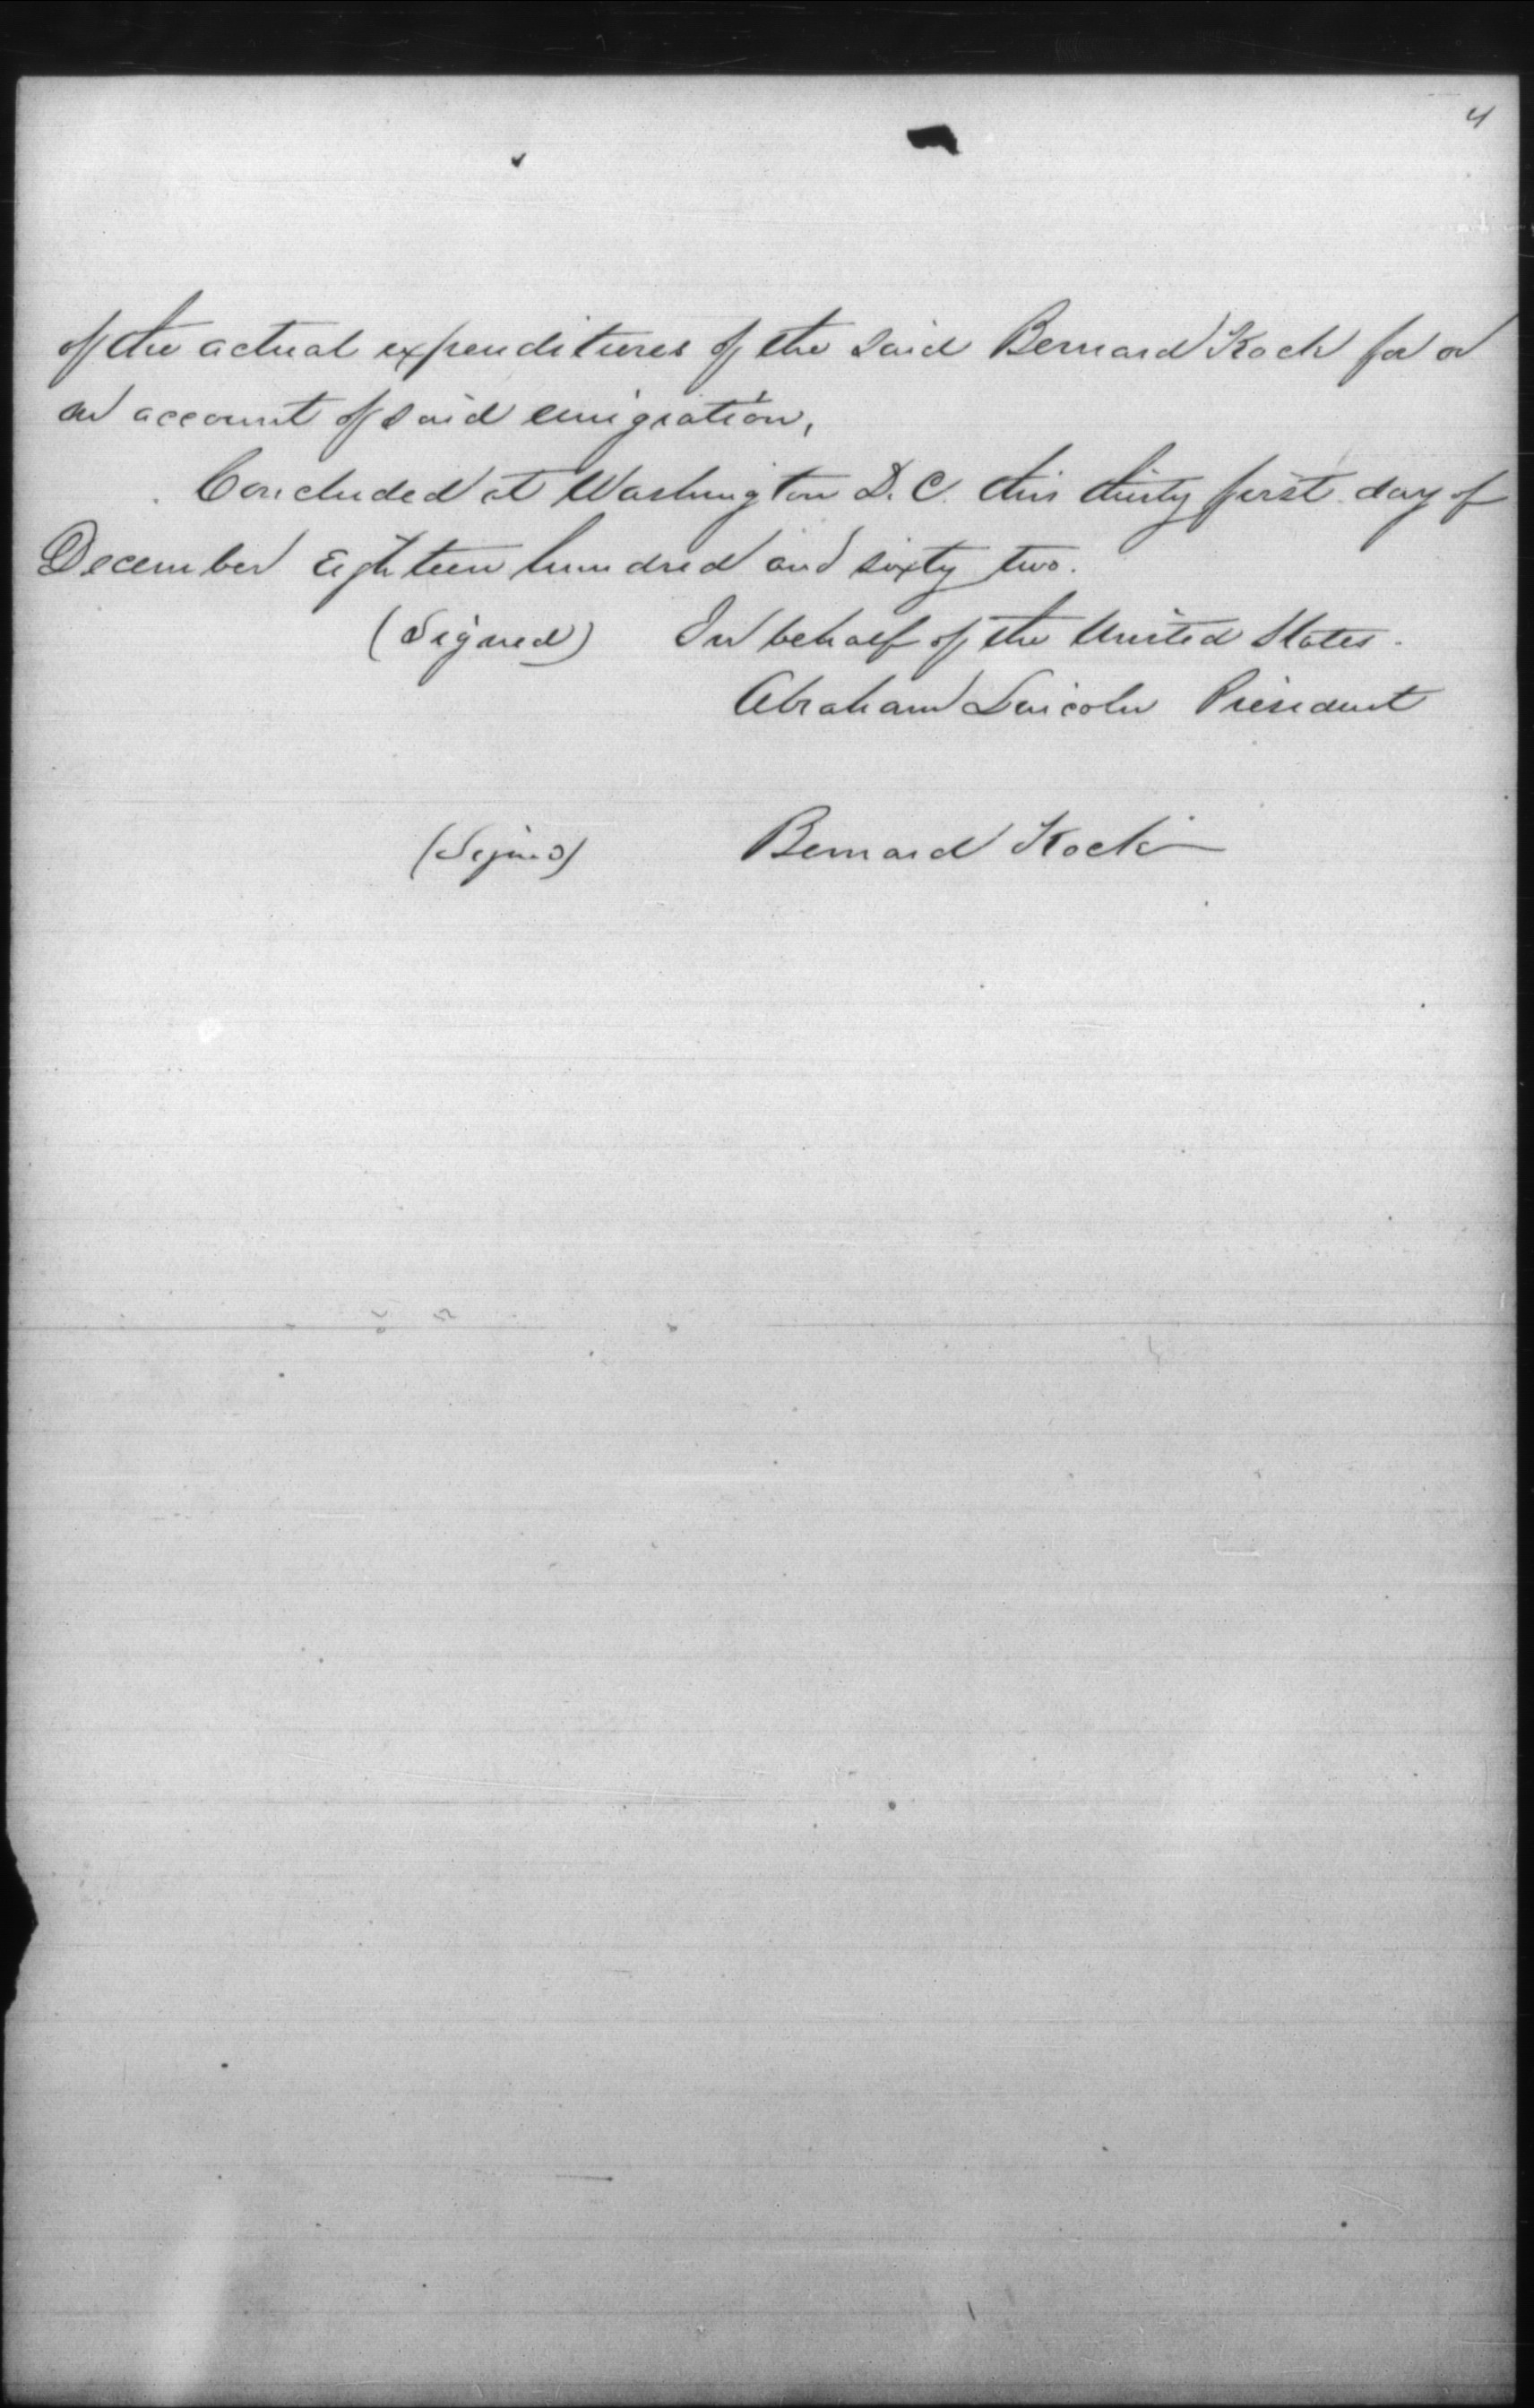 4
of the actual expenditures of the said Bernard Kock for or
on account of said emigration,
Concluded at Washington D. C. this thirty first day of
December eighteen hundred and sixty two.
(Signed) In behalf of the United States.
Abraham Lincoln President
(Signed) Bernard Kock